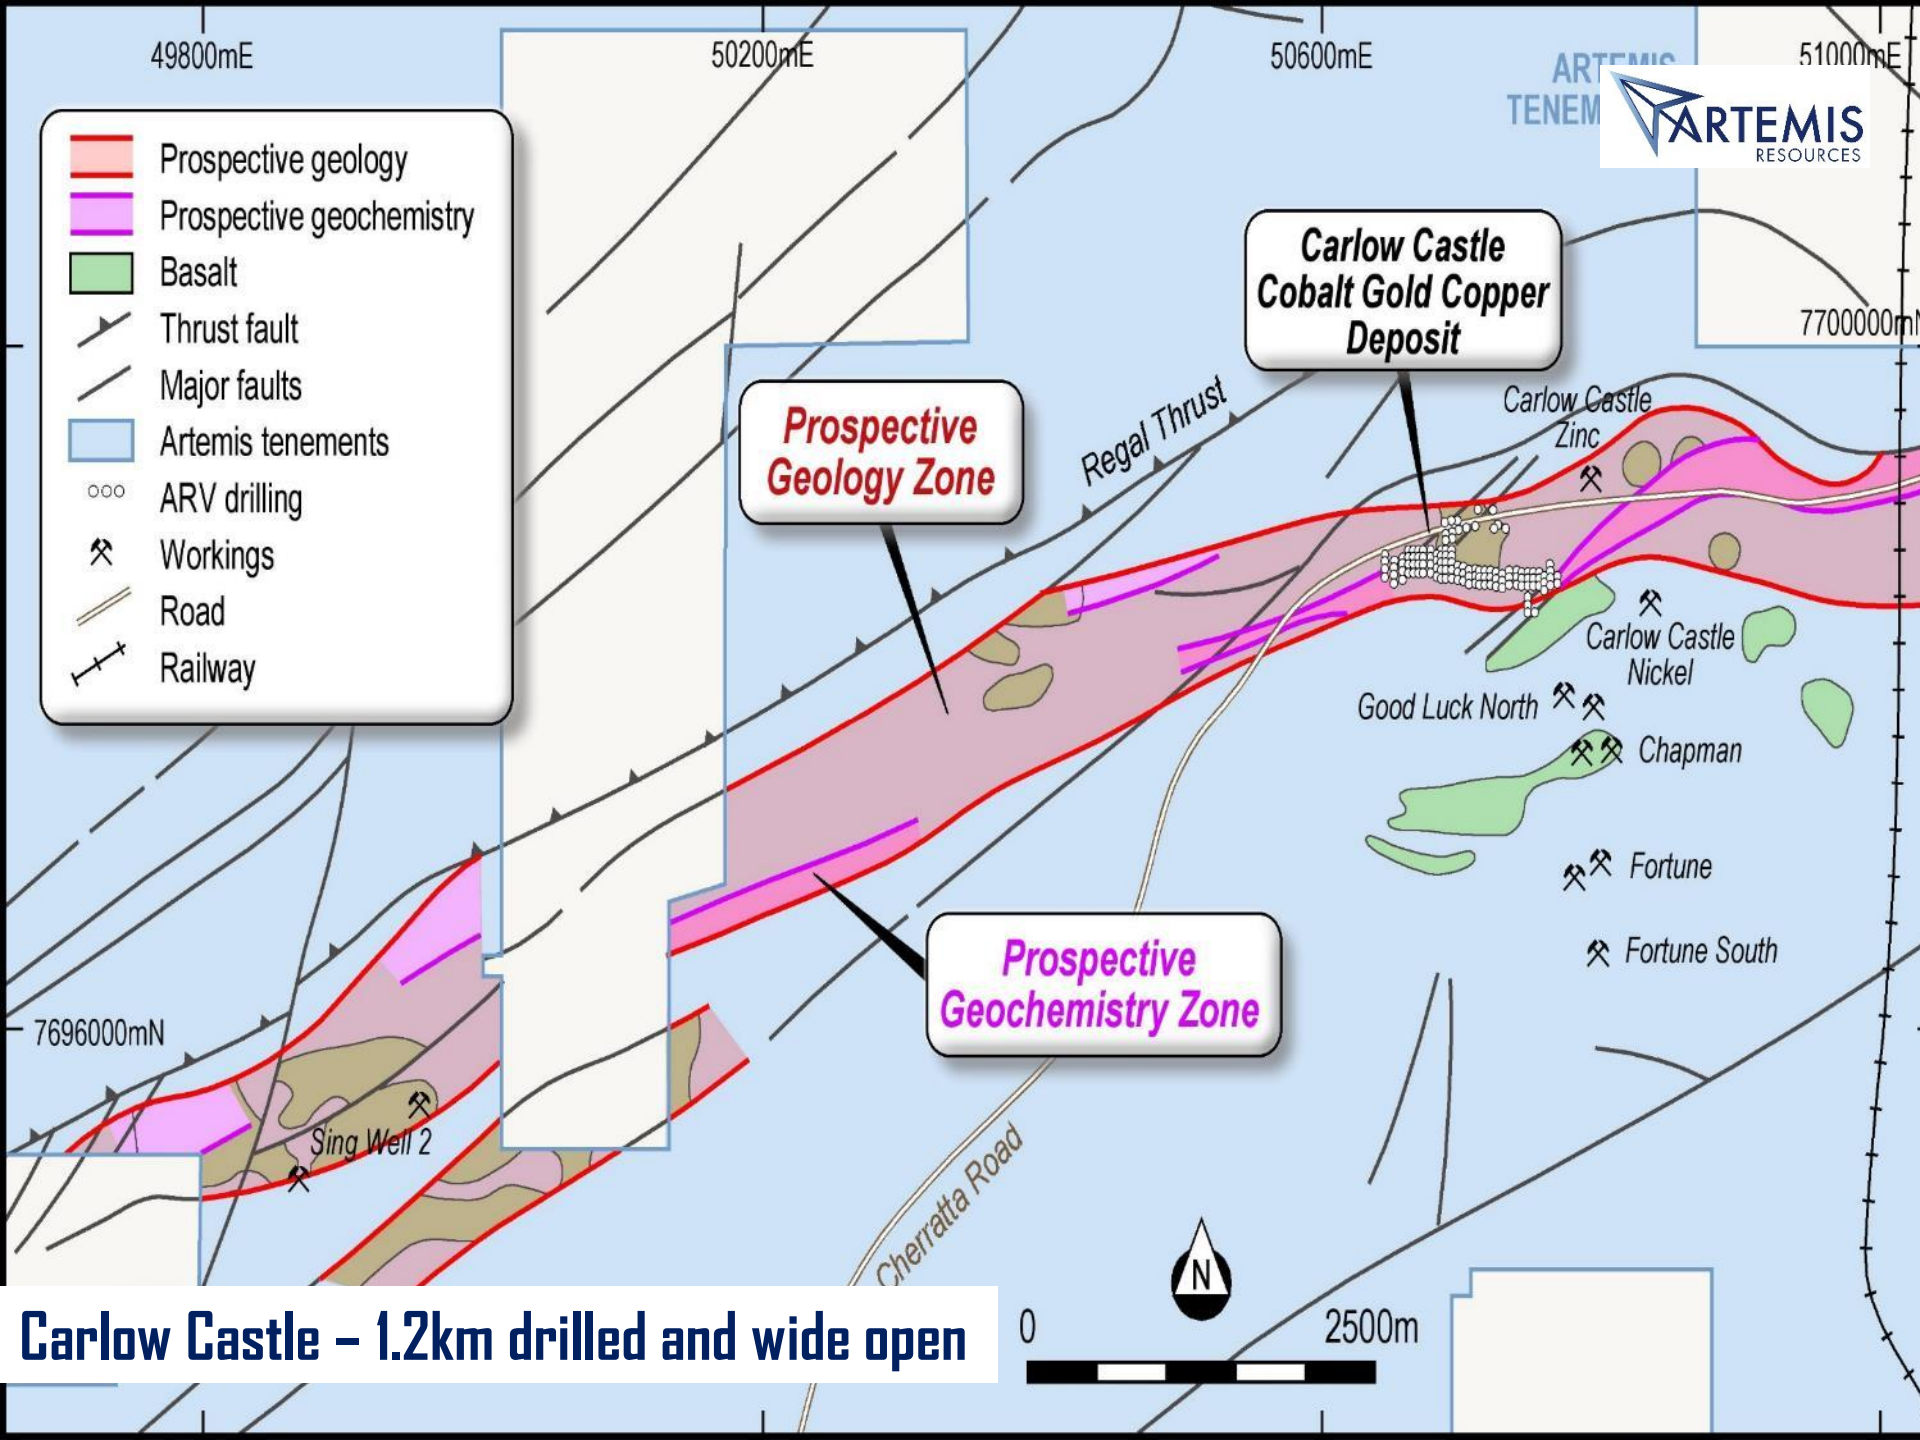 49800mE
50200mE
50600mE
51000mE
ARTEMIS
TENEM
ARTEMIS
RESOURCES
Prospective geology
Prospective geochemistry
Basalt
Thrust fault
Major faults
Artemis tenements
ARV drilling
Workings
Road
Railway
Carlow Castle
Cobalt Gold Copper
Deposit
7700000mN
Prospective
Geology Zone
Regal Thrust
Carlow Castle
Zinc
Carlow Castle
Nickel
Good Luck North
Chapman
Fortune
Fortune South
Prospective
Geochemistry Zone
7696000mN
Sing Well 2
Cherratta Road
N
0 2500m
Carlow Castle – 1.2km drilled and wide open